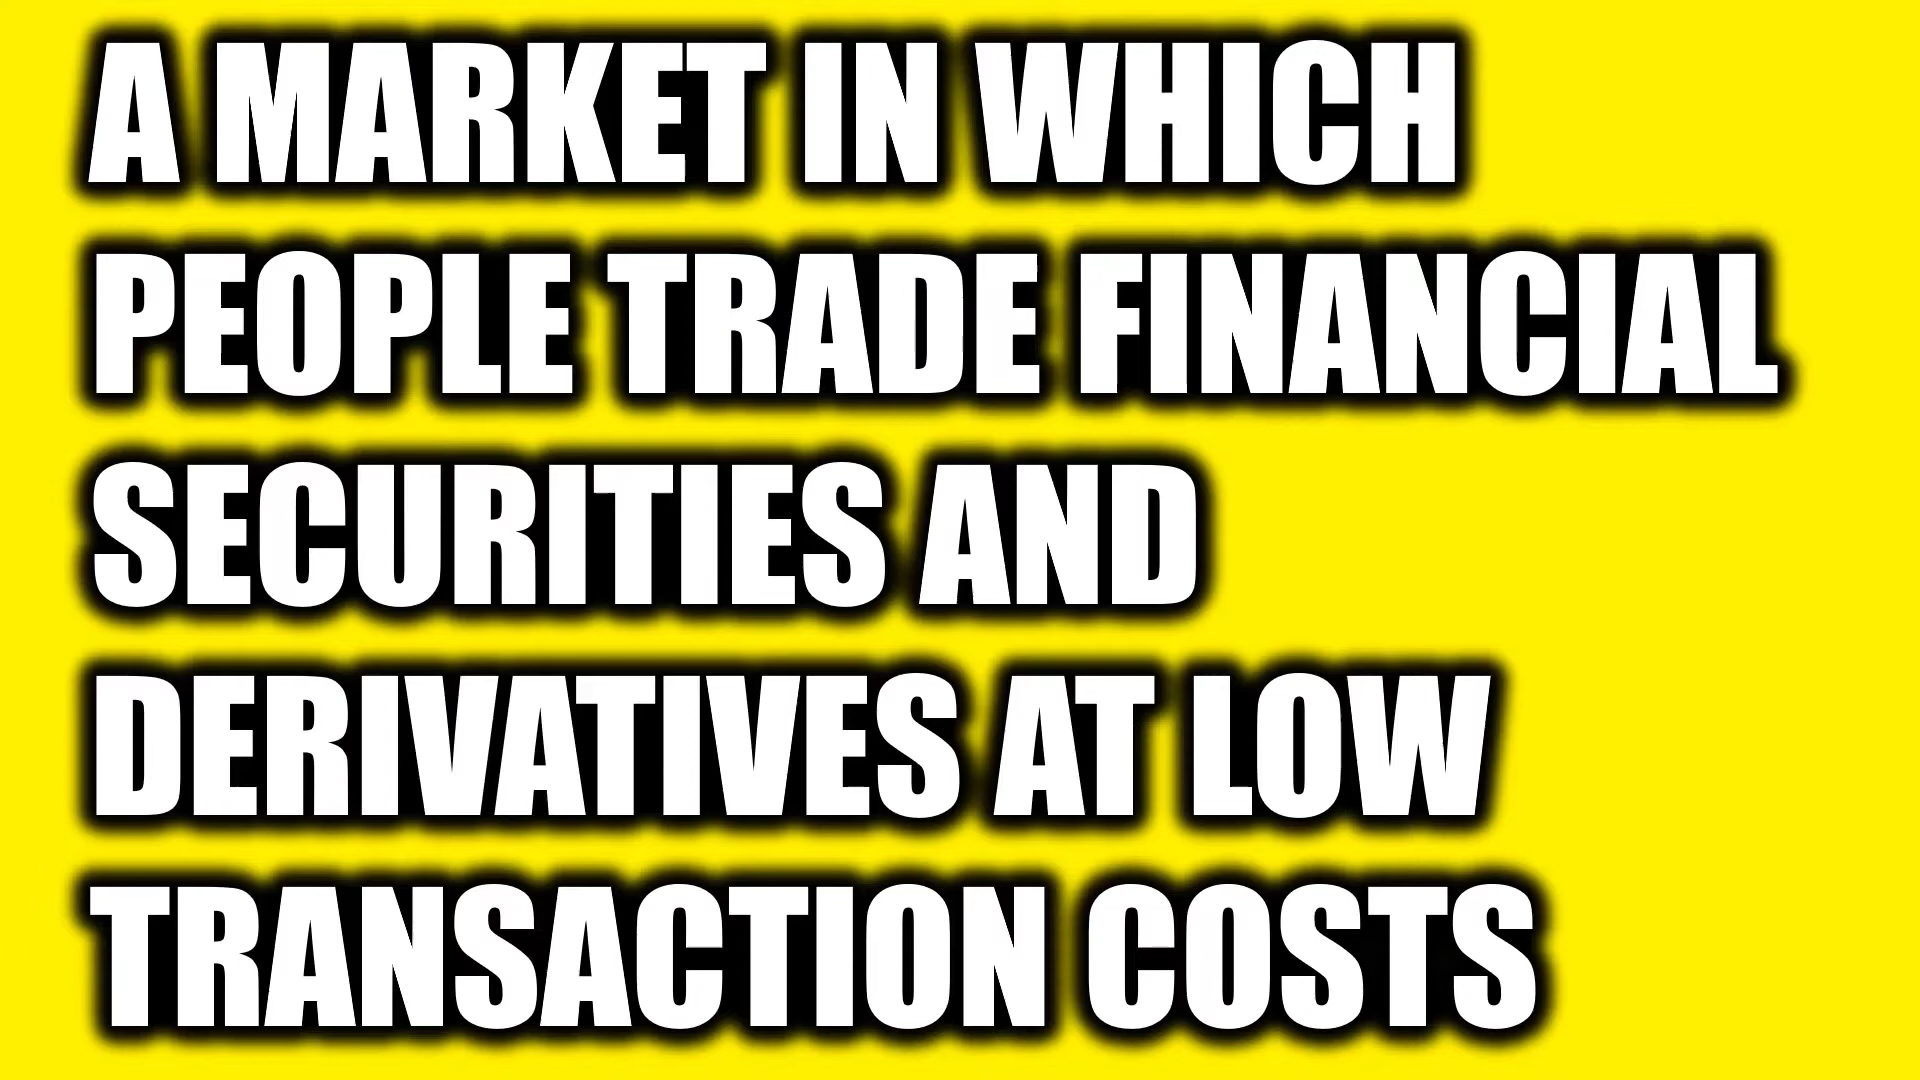 A MARKET IN WHICH
PEOPLE TRADE FINANCIAL
SECURITIES AND
DERIVATIVES AT LOW
TRANSACTION COSTS